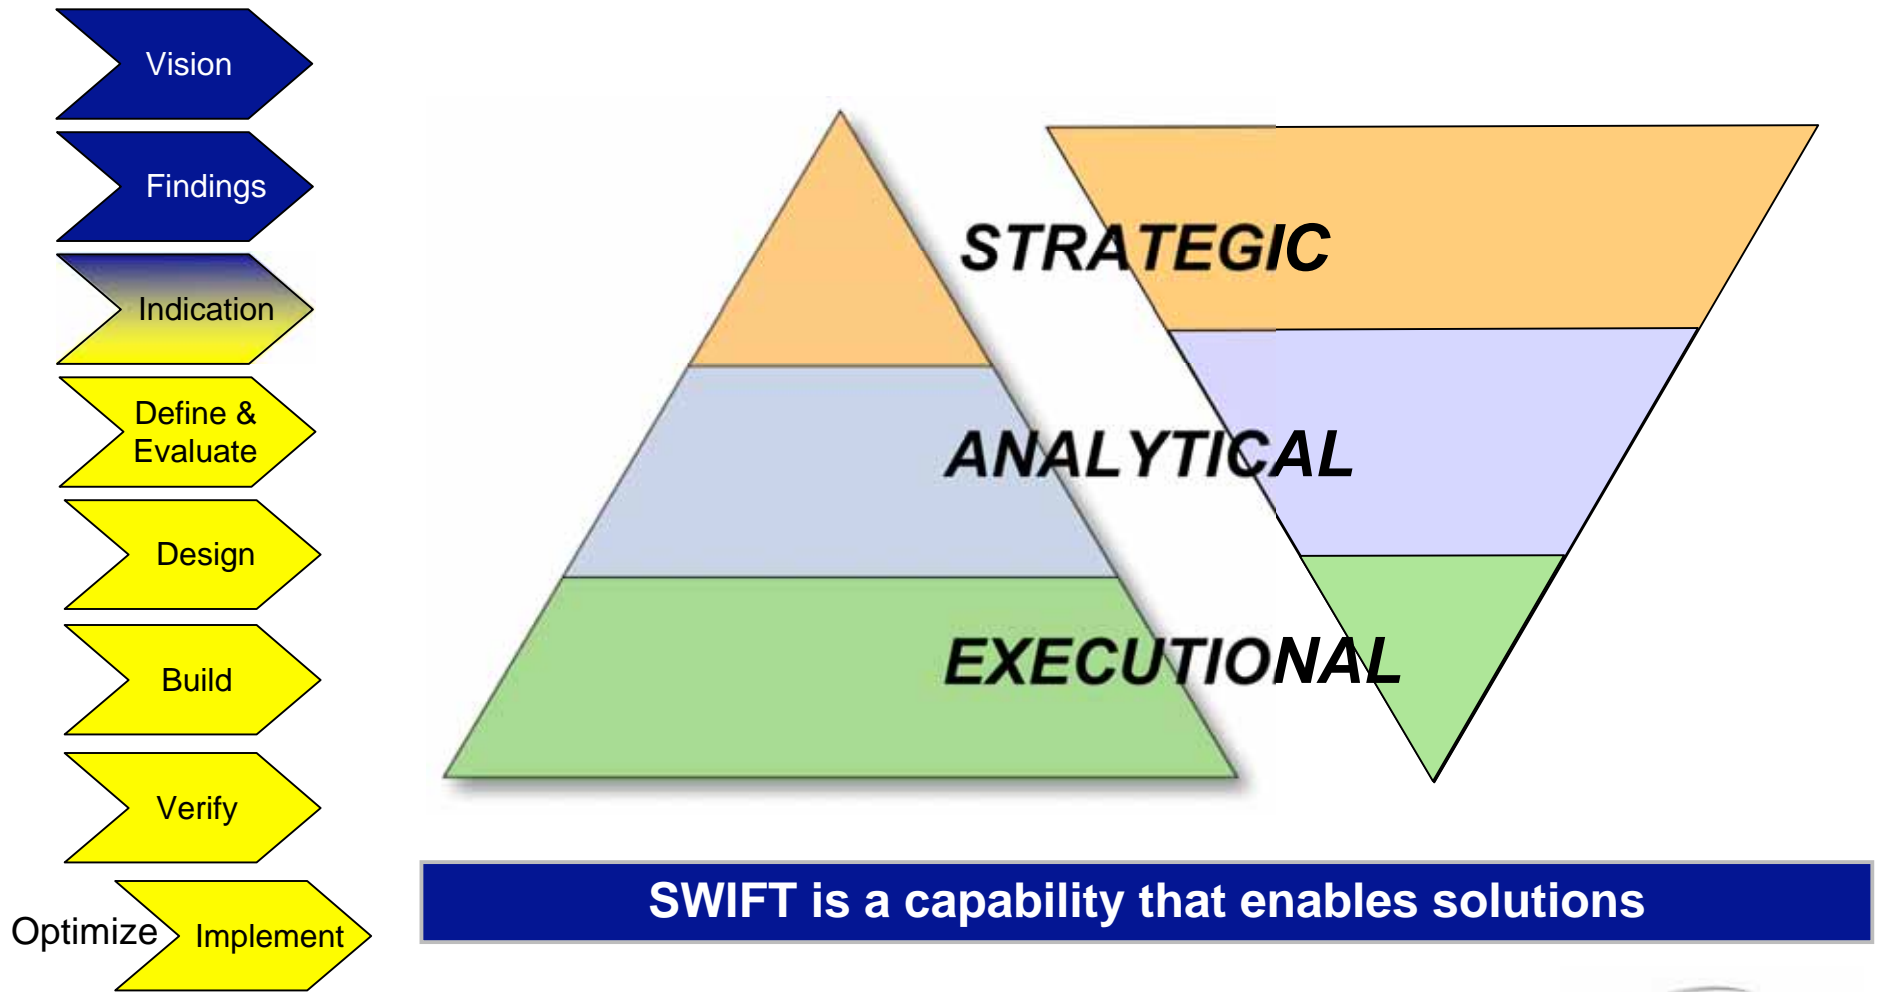 Vision
Findings
Indication
Define &
Evaluate
Design
Build
Verify
Optimize
Implement
STRATEGIC
ANALYTICAL
EXECUTIONAL
SWIFT is a capability that enables solutions